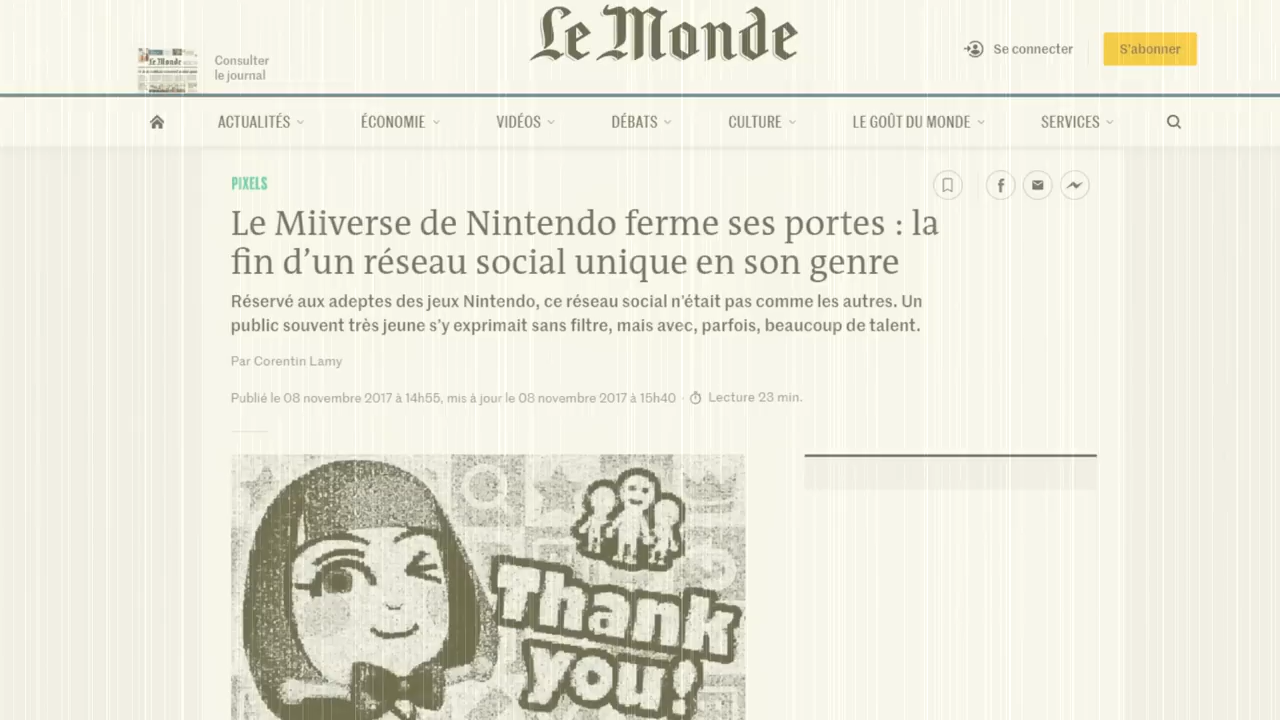 Le Monde
Consulter
le journal
Le Monde
Se connecter
S'abonner
ACTUALITÉS
ÉCONOMIE
VIDÉOS
DÉBATS
CULTURE
LE GOÛT DU MONDE
SERVICES
PIXELS
Le Miiverse de Nintendo ferme ses portes : la
fin d’un réseau social unique en son genre
Réservé aux adeptes des jeux Nintendo, ce réseau social n’était pas comme les autres. Un
public souvent très jeune s’y exprimait sans filtre, mais avec, parfois, beaucoup de talent.
Par Corentin Lamy
Publié le 08 novembre 2017 à 14h55, mis à jour le 08 novembre 2017 à 15h40 · Lecture 23 min.
Thank
you!